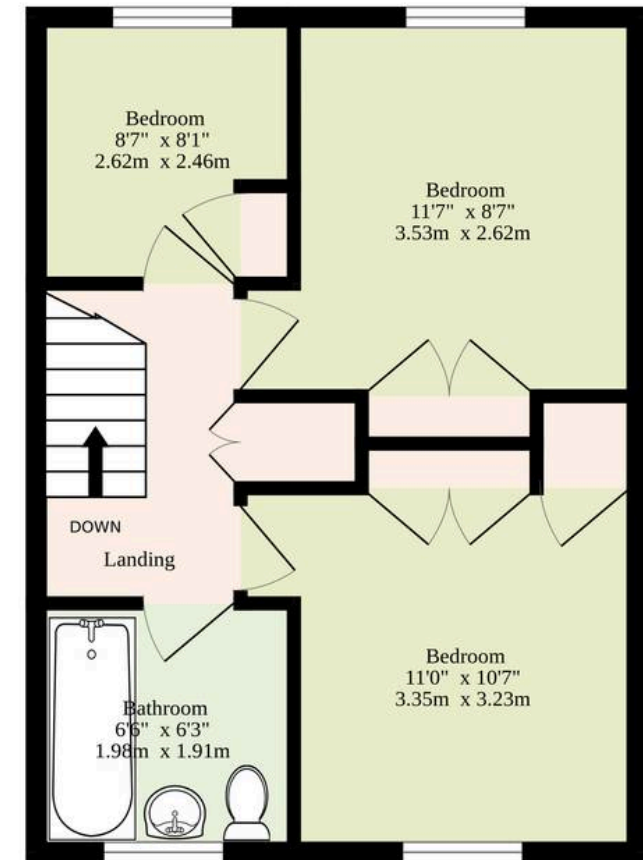 Bedroom
8'7" x 8'1"
2.62m x 2.46m
Bedroom
11'7" x 8'7"
3.53m x 2.62m
DOWN
Landing
Bedroom
11'0" x 10'7"
3.35m x 3.23m
Bathroom
6'6" x 6'3"
1.98m x 1.91m